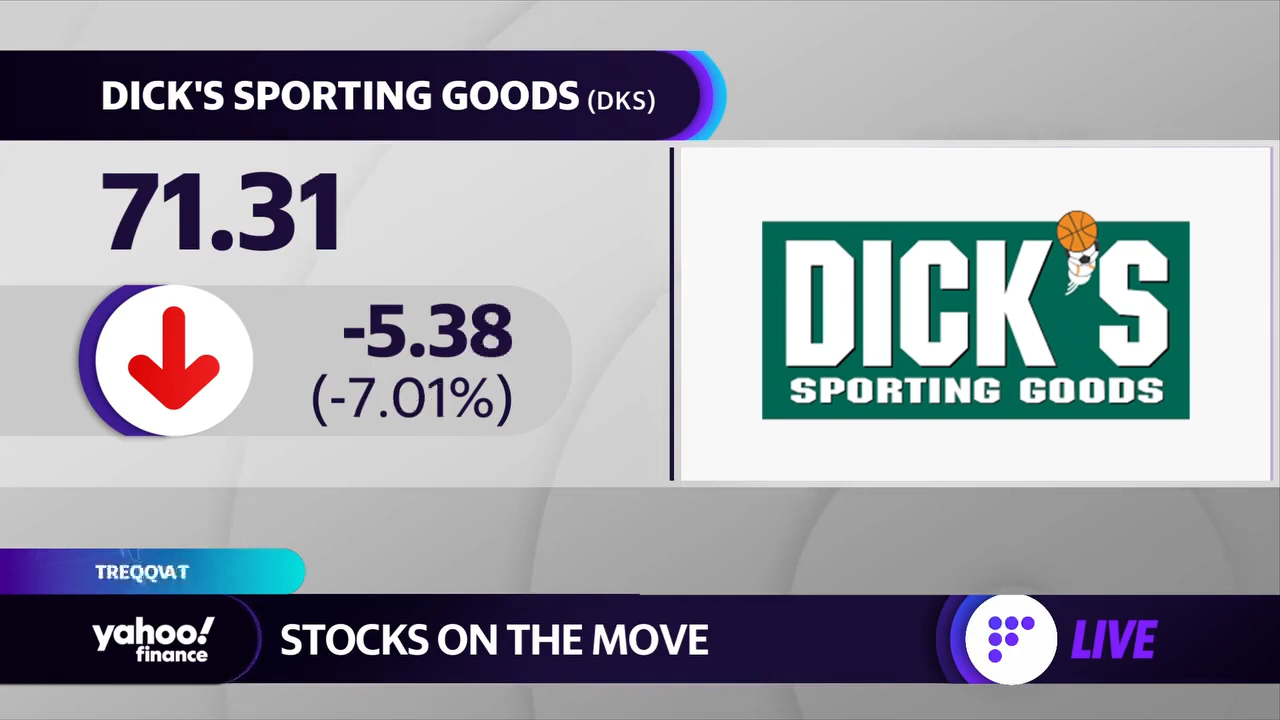 DICK'S SPORTING GOODS (DKS)
71.31
-5.38
(-7.01%)
DICK'S
SPORTING GOODS
yahoo!
finance
STOCKS ON THE MOVE
LIVE